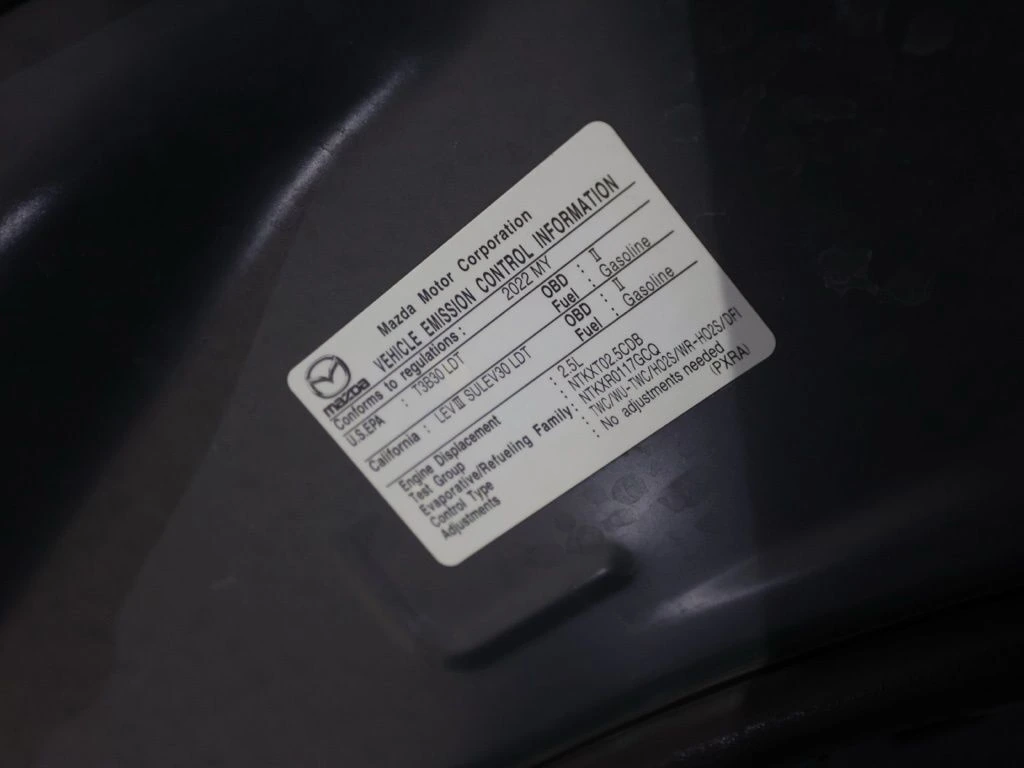 mazda
Mazda Motor Corporation
VEHICLE EMISSION CONTROL INFORMATION
Conforms to regulations: 2022 MY
U.S.EPA : T3B30 LDT OBD : II
Fuel : Gasoline
California : LEVIII SULEV30 LDT OBD : II
Fuel : Gasoline
Engine Displacement : 2.5L
Test Group : NTKXT02.5CDB
Evaporative/Refueling Family: NTKXR0117GCQ
Control Type : TWC/WU-TWC/HO2S/WR-HO2S/DFI
Adjustments : No adjustments needed
(PXRA)